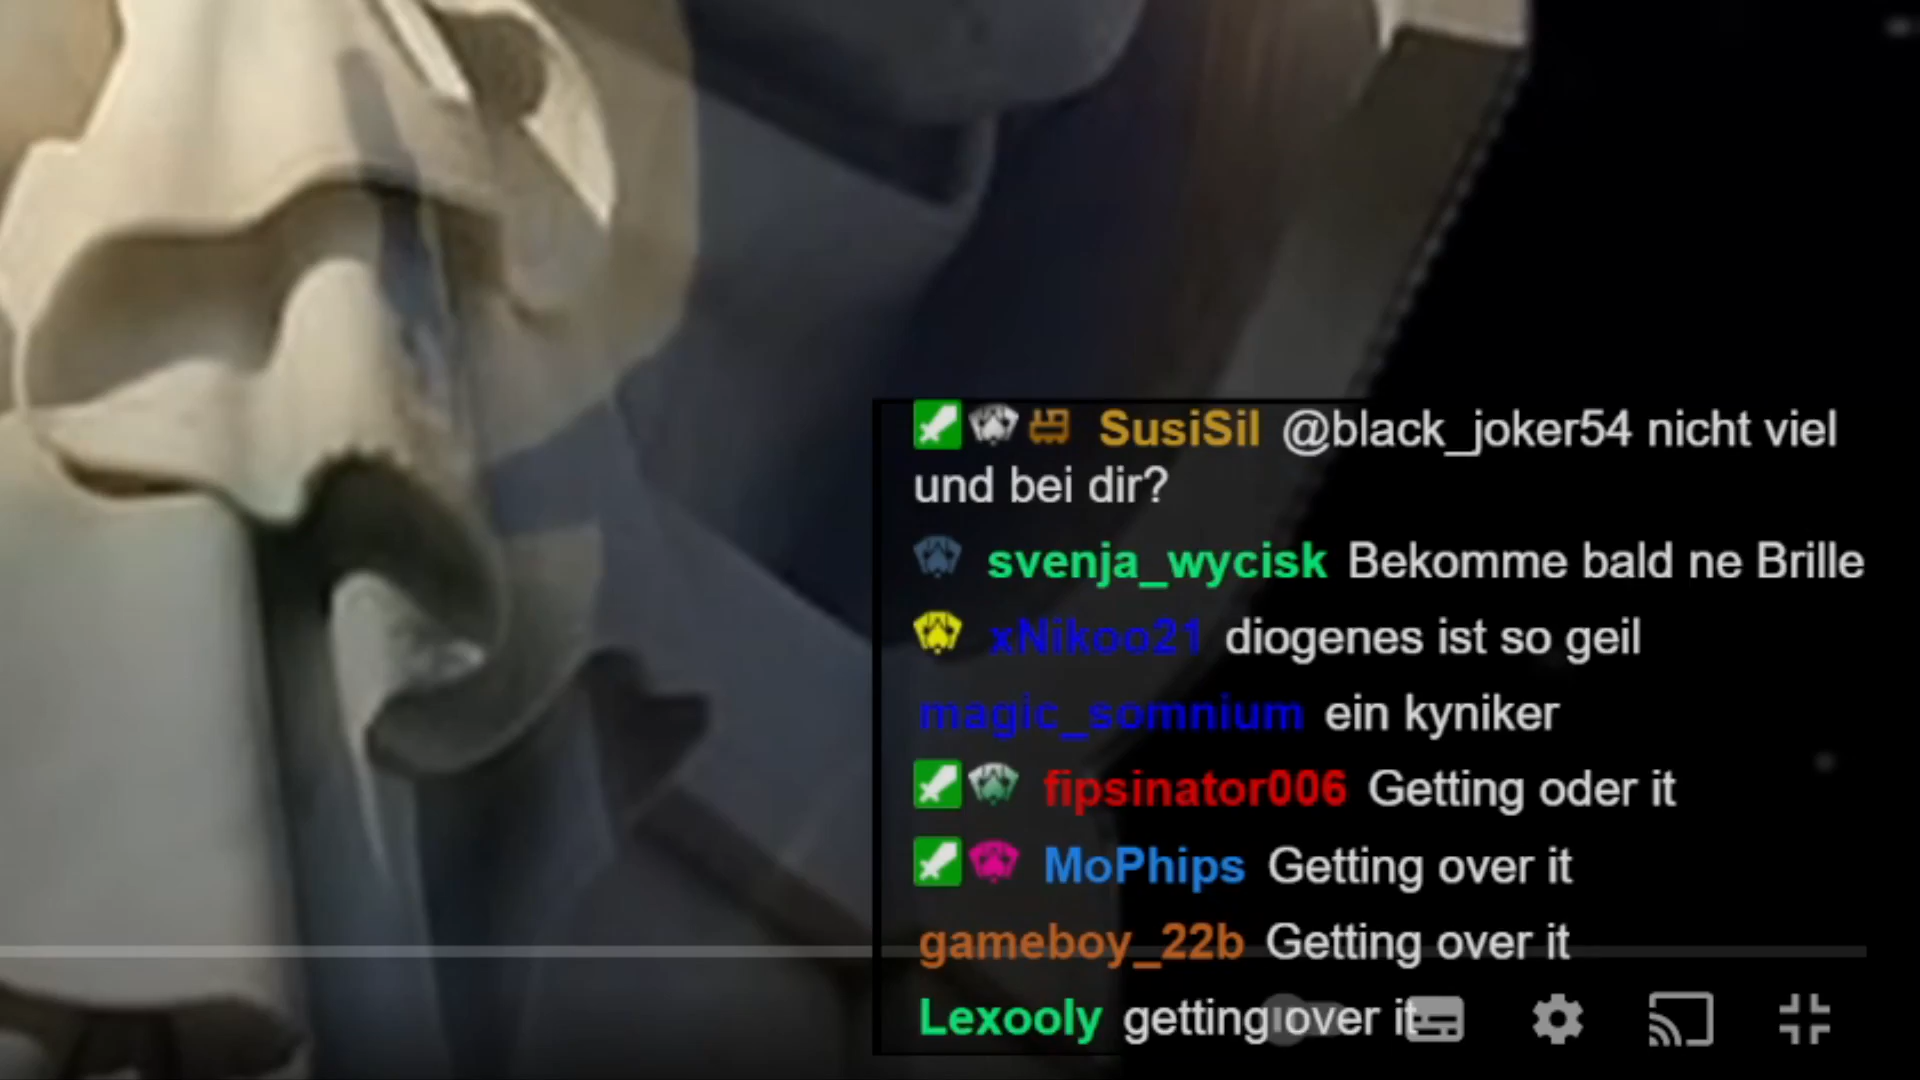 SusiSil @black_joker54 nicht viel
und bei dir?
svenja_wycisk Bekomme bald ne Brille
xNikoo21 diogenes ist so geil
magic_somnium ein kyniker
fipsinator006 Getting oder it
MoPhips Getting over it
gameboy_22b Getting over it
Lexooly getting over it